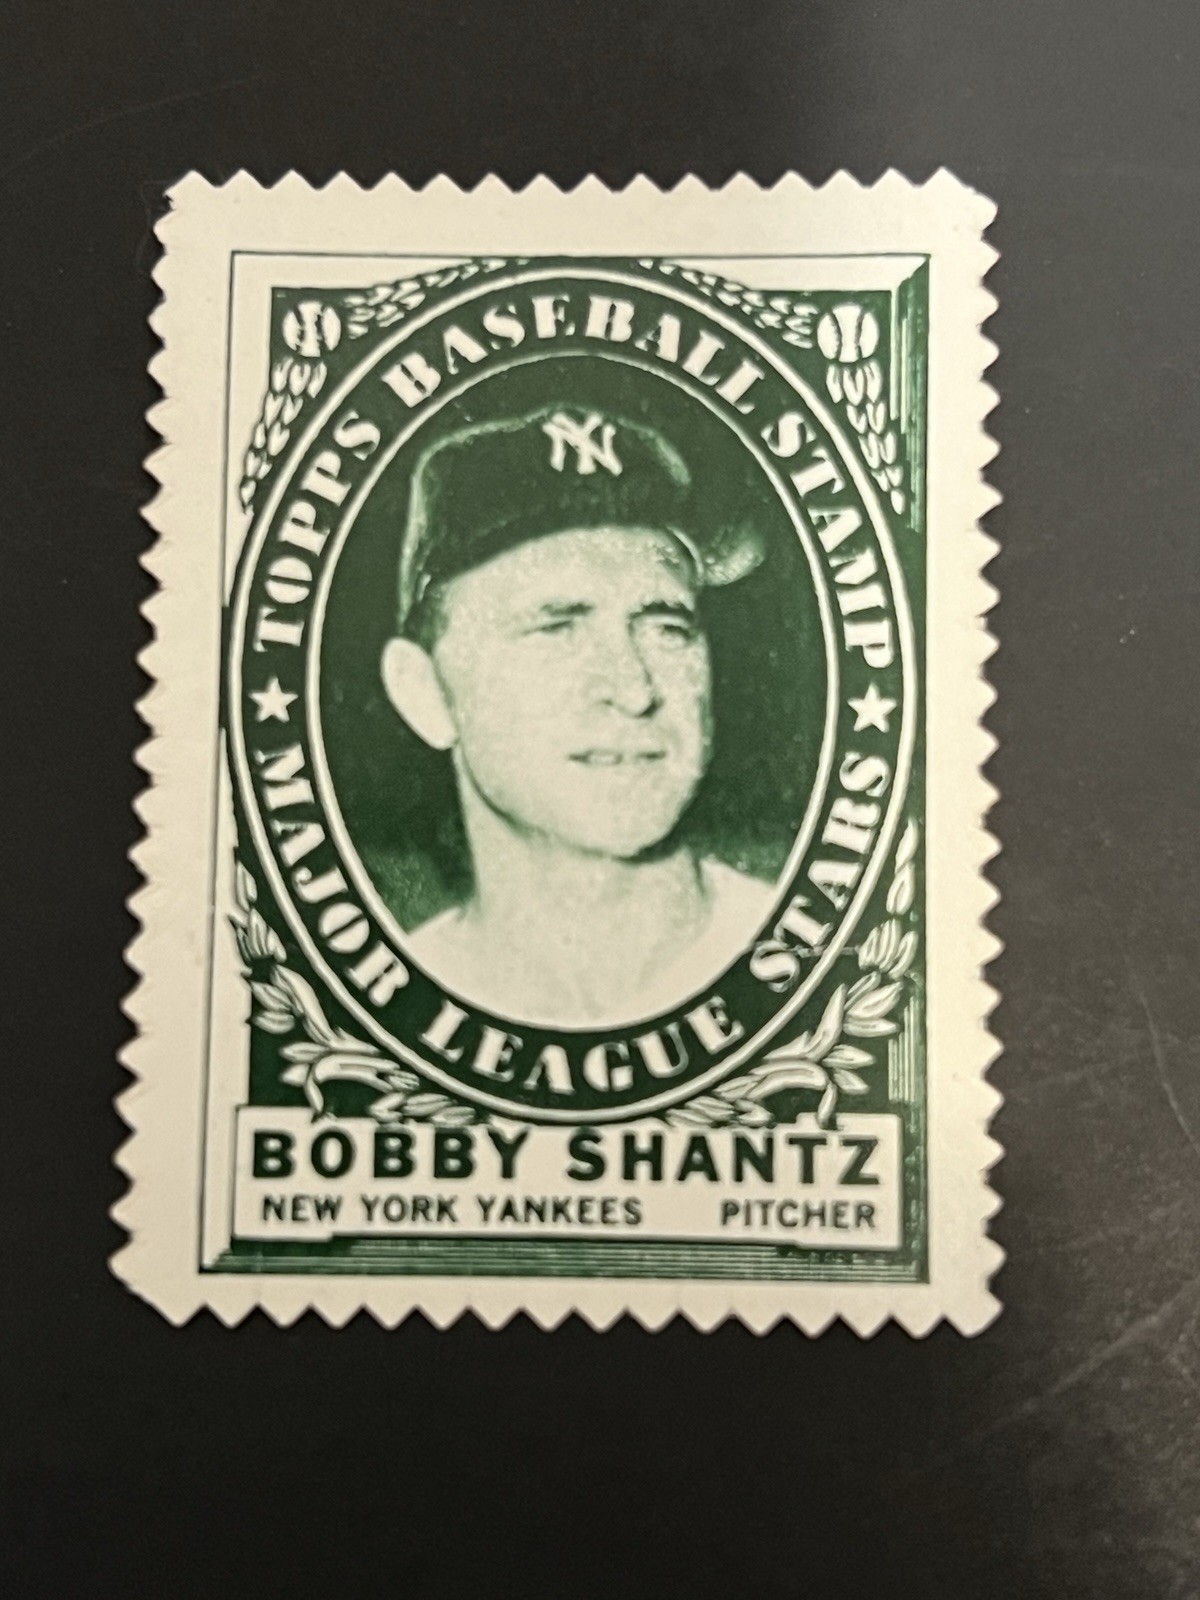 TOPPS BASEBALL STAMP
MAJOR LEAGUE STARS
NY
BOBBY SHANTZ
NEW YORK YANKEES PITCHER